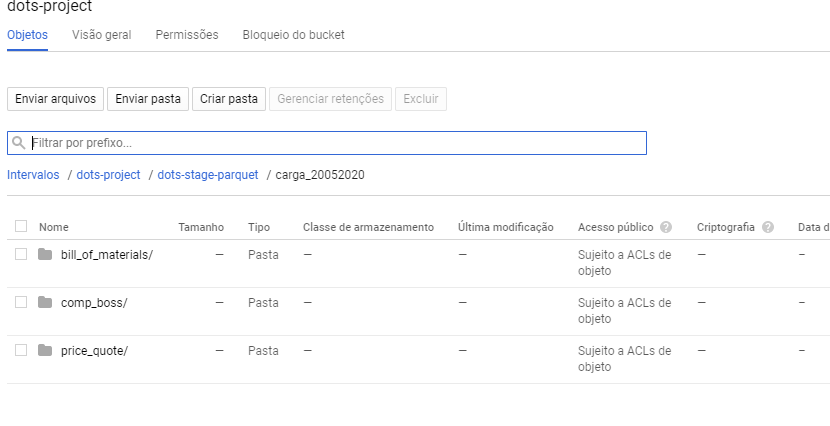 dots-project
Objetos Visão geral Permissões Bloqueio do bucket
Enviar arquivos Enviar pasta Criar pasta Gerenciar retenções Excluir
Filtrar por prefixo...
Intervalos / dots-project / dots-stage-parquet / carga_20052020
Nome Tamanho Tipo Classe de armazenamento Última modificação Acesso público ? Criptografia ? Data d
bill_of_materials/ — Pasta — — Sujeito a ACLs de — –
objeto
comp_boss/ — Pasta — — Sujeito a ACLs de — –
objeto
price_quote/ — Pasta — — Sujeito a ACLs de — –
objeto